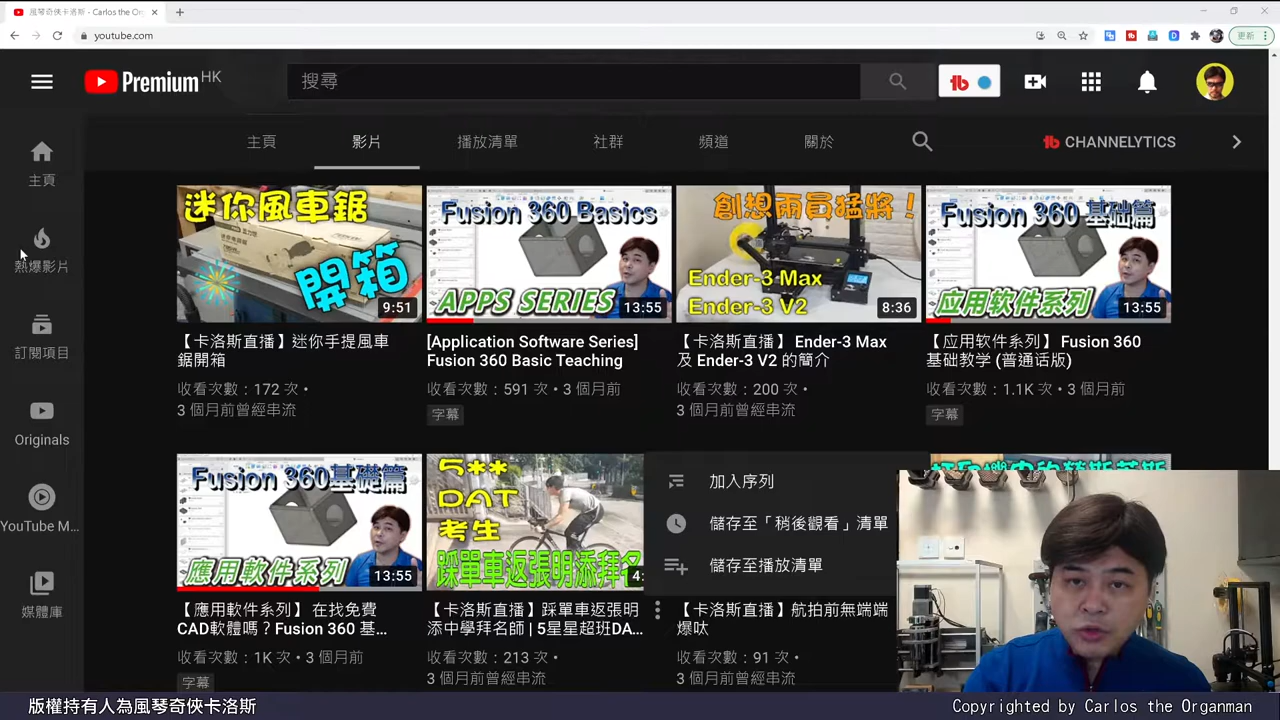 風琴奇俠卡洛斯 - Carlos the Or
youtube.com
更新
Premium HK
搜尋
主頁
影片
播放清單
社群
頻道
關於
CHANNELYTICS
主頁
熱爆影片
訂閱項目
Originals
YouTube M...
媒體庫
迷你風車鋸
開箱
9:51
Fusion 360 Basics
APPS SERIES
13:55
創想兩員猛將！
Ender-3 Max
Ender-3 V2
8:36
Fusion 360 基础篇
应用软件系列
13:55
【卡洛斯直播】迷你手提風車
鋸開箱
收看次數：172 次 •
3 個月前曾經串流
[Application Software Series]
Fusion 360 Basic Teaching
收看次數：591 次 • 3 個月前
字幕
【卡洛斯直播】 Ender-3 Max
及 Ender-3 V2 的簡介
收看次數：200 次 •
3 個月前曾經串流
【应用软件系列】 Fusion 360
基础教学 (普通话版)
收看次數：1.1K 次 • 3 個月前
字幕
Fusion 360基礎篇
應用軟件系列
13:55
5**
DAT
考生
踩單車返張明添拜名
4:
加入序列
儲存至「稍後觀看」清單
儲存至播放清單
【應用軟件系列】 在找免費
CAD軟體嗎？Fusion 360 基...
收看次數：1K 次 • 3 個月前
字幕
【卡洛斯直播】踩單車返張明
添中學拜名師 | 5星星超班DA...
收看次數：213 次 •
3 個月前曾經串流
【卡洛斯直播】航拍前無端端
爆呔
收看次數：91 次 •
3 個月前曾經串流
版權持有人為風琴奇俠卡洛斯
Copyrighted by Carlos the Organman